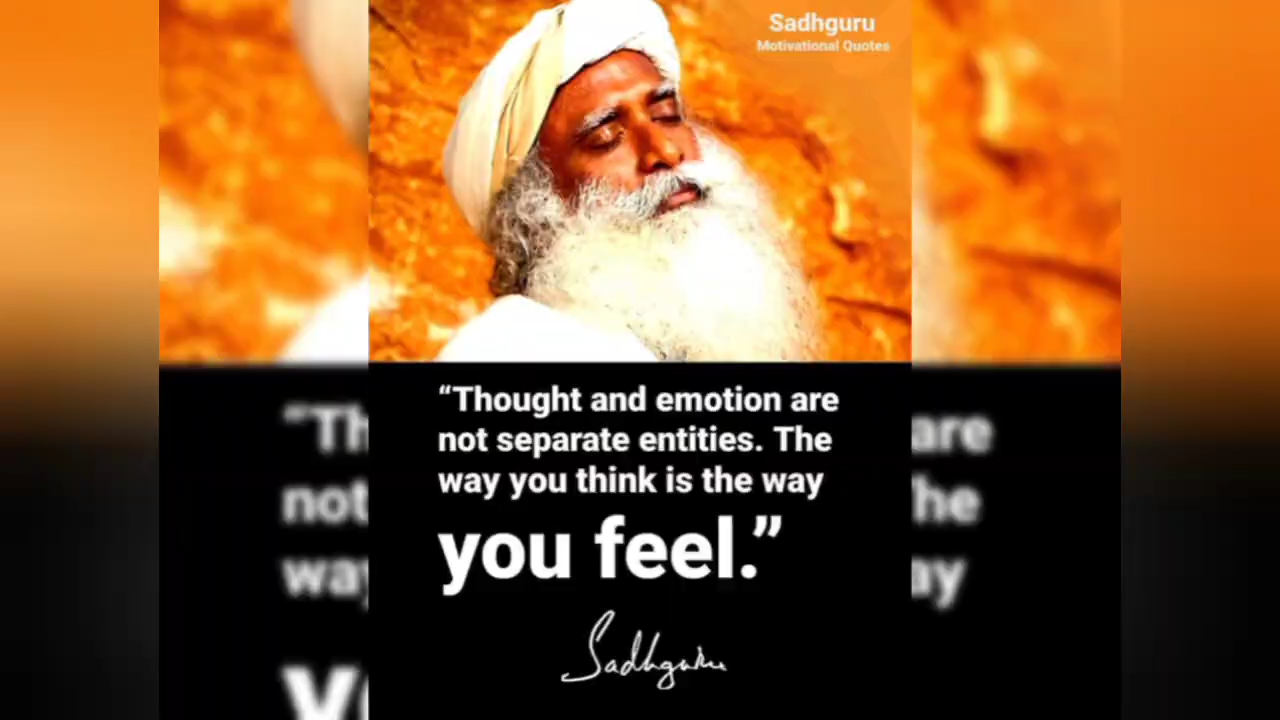 Sadhguru
Motivational Quotes
“Thought and emotion are
not separate entities. The
way you think is the way
you feel.”
Sadhguru